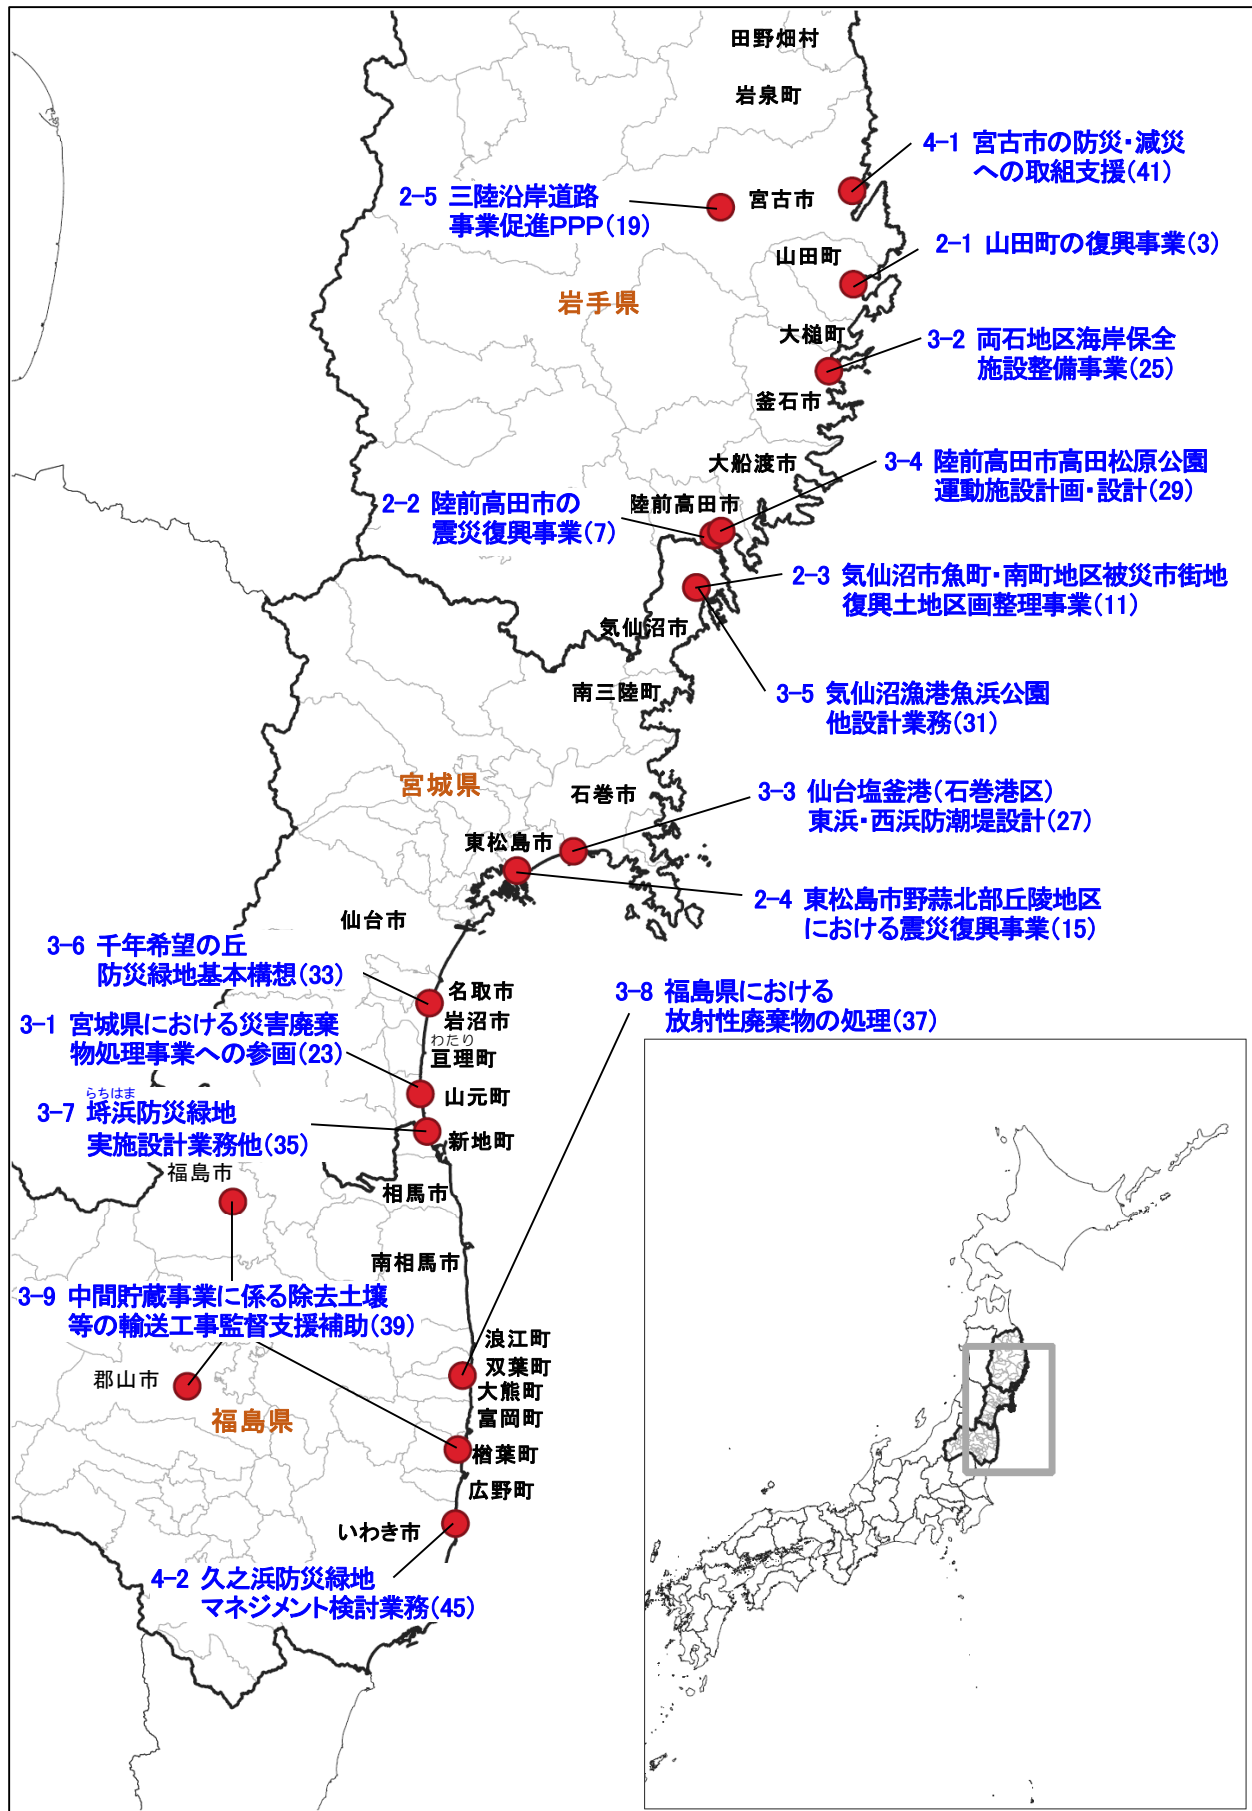 田野畑村
岩泉町
4-1 宮古市の防災・減災
への取組支援(41)
2-5 三陸沿岸道路
事業促進PPP(19)
宮古市
2-1 山田町の復興事業(3)
山田町
岩手県
大槌町
3-2 両石地区海岸保全
施設整備事業(25)
釜石市
大船渡市
3-4 陸前高田市高田松原公園
運動施設計画・設計(29)
2-2 陸前高田市の
震災復興事業(7)
陸前高田市
2-3 気仙沼市魚町・南町地区被災市街地
復興土地区画整理事業(11)
気仙沼市
南三陸町
3-5 気仙沼漁港魚浜公園
他設計業務(31)
宮城県
石巻市
3-3 仙台塩釜港(石巻港区)
東浜・西浜防潮堤設計(27)
東松島市
2-4 東松島市野蒜北部丘陵地区
における震災復興事業(15)
仙台市
3-6 千年希望の丘
防災緑地基本構想(33)
名取市
3-8 福島県における
放射性廃棄物の処理(37)
岩沼市
3-1 宮城県における災害廃棄
物処理事業への参画(23)
わたり
亘理町
山元町
らちはま
3-7 埓浜防災緑地
実施設計業務他(35)
新地町
福島市
相馬市
南相馬市
3-9 中間貯蔵事業に係る除去土壌
等の輸送工事監督支援補助(39)
浪江町
双葉町
郡山市
大熊町
福島県
富岡町
楢葉町
広野町
いわき市
4-2 久之浜防災緑地
マネジメント検討業務(45)